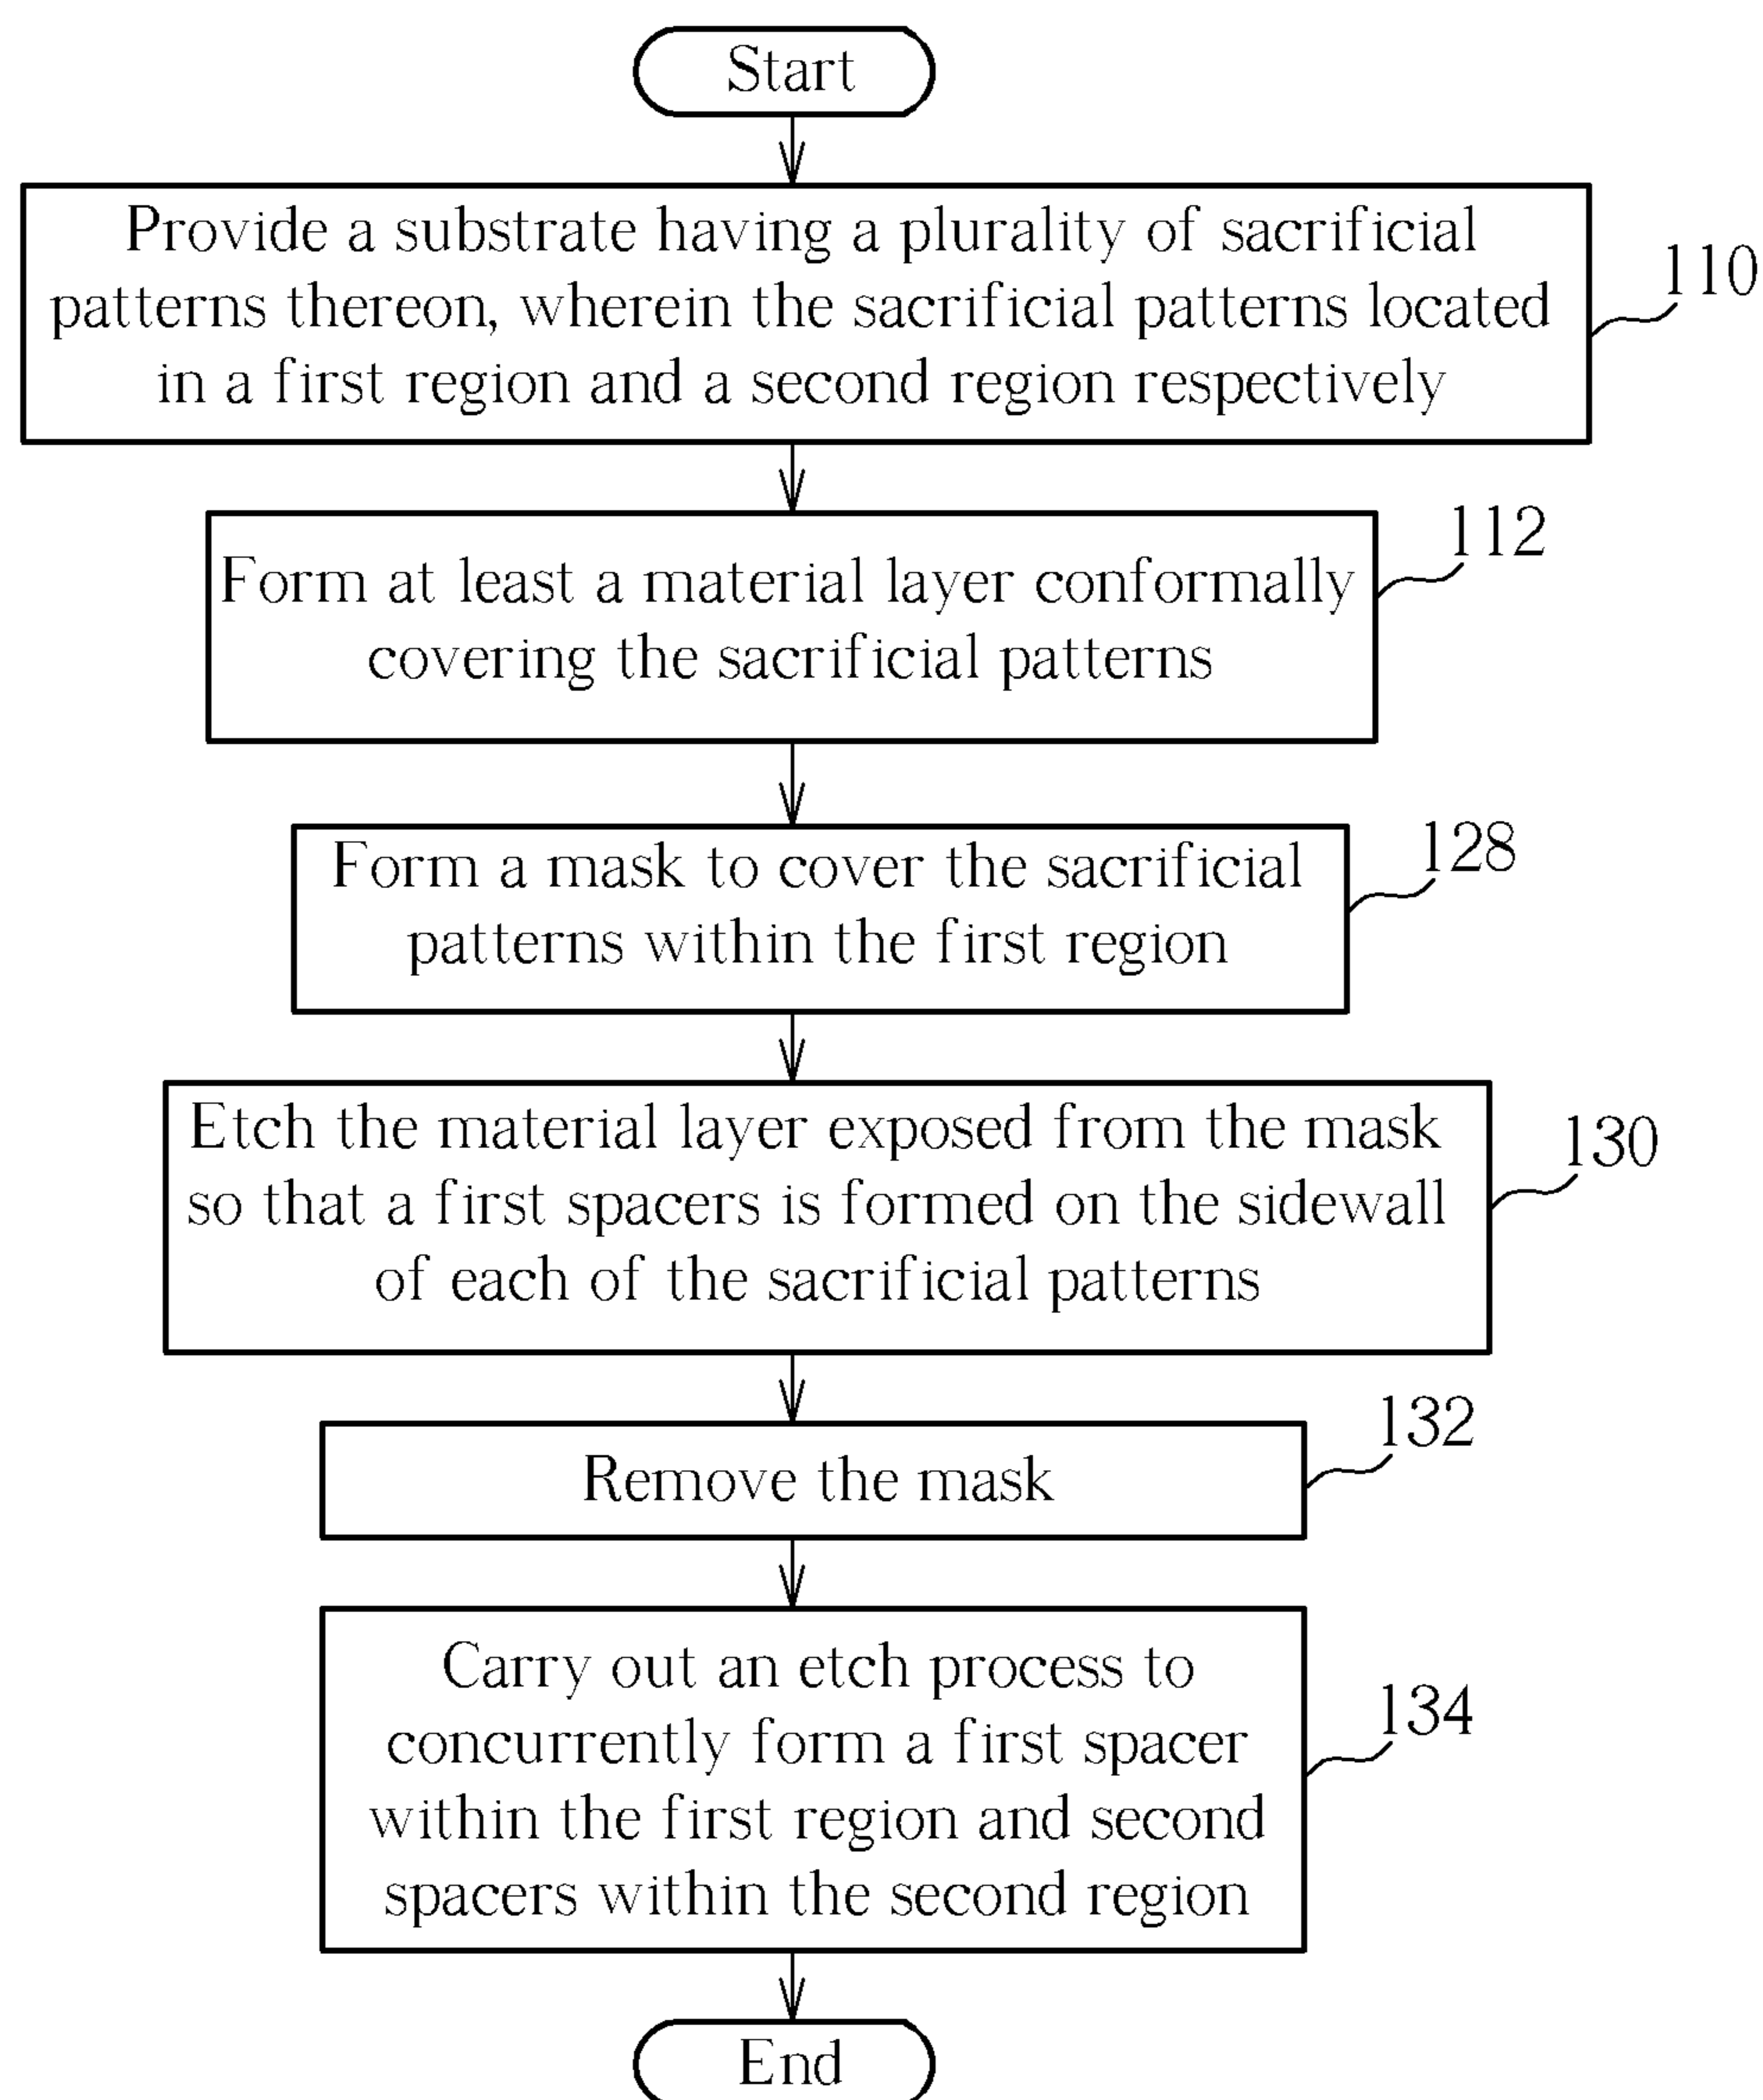 Start
Provide a substrate having a plurality of sacrificial
patterns thereon, wherein the sacrificial patterns located
in a first region and a second region respectively
110
Form at least a material layer conformally
covering the sacrificial patterns
112
Form a mask to cover the sacrificial
patterns within the first region
128
Etch the material layer exposed from the mask
so that a first spacers is formed on the sidewall
of each of the sacrificial patterns
130
Remove the mask
132
Carry out an etch process to
concurrently form a first spacer
within the first region and second
spacers within the second region
134
End